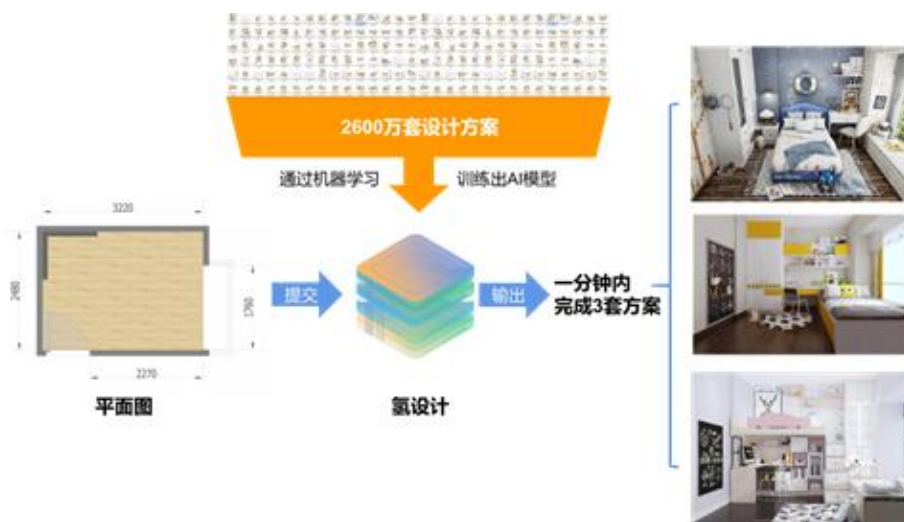 2600万套设计方案
通过机器学习 训练出AI模型
3220
2480
1760
2270
提交
输出
一分钟内
完成3套方案
平面图
氢设计